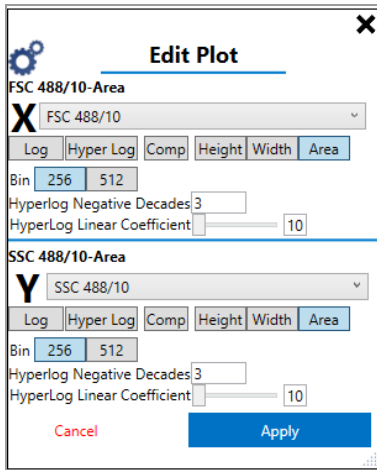 Edit Plot
FSC 488/10-Area
X FSC 488/10
Log Hyper Log Comp Height Width Area
Bin 256 512
Hyperlog Negative Decades 3
HyperLog Linear Coefficient 10
SSC 488/10-Area
Y SSC 488/10
Log Hyper Log Comp Height Width Area
Bin 256 512
Hyperlog Negative Decades 3
HyperLog Linear Coefficient 10
Cancel Apply